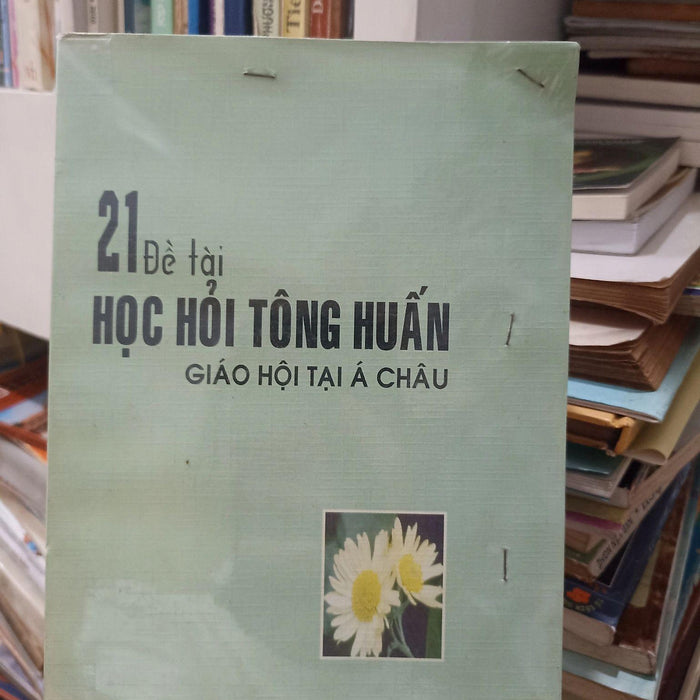 21 Đề tài
HỌC HỎI TÔNG HUẤN
GIÁO HỘI TẠI Á CHÂU